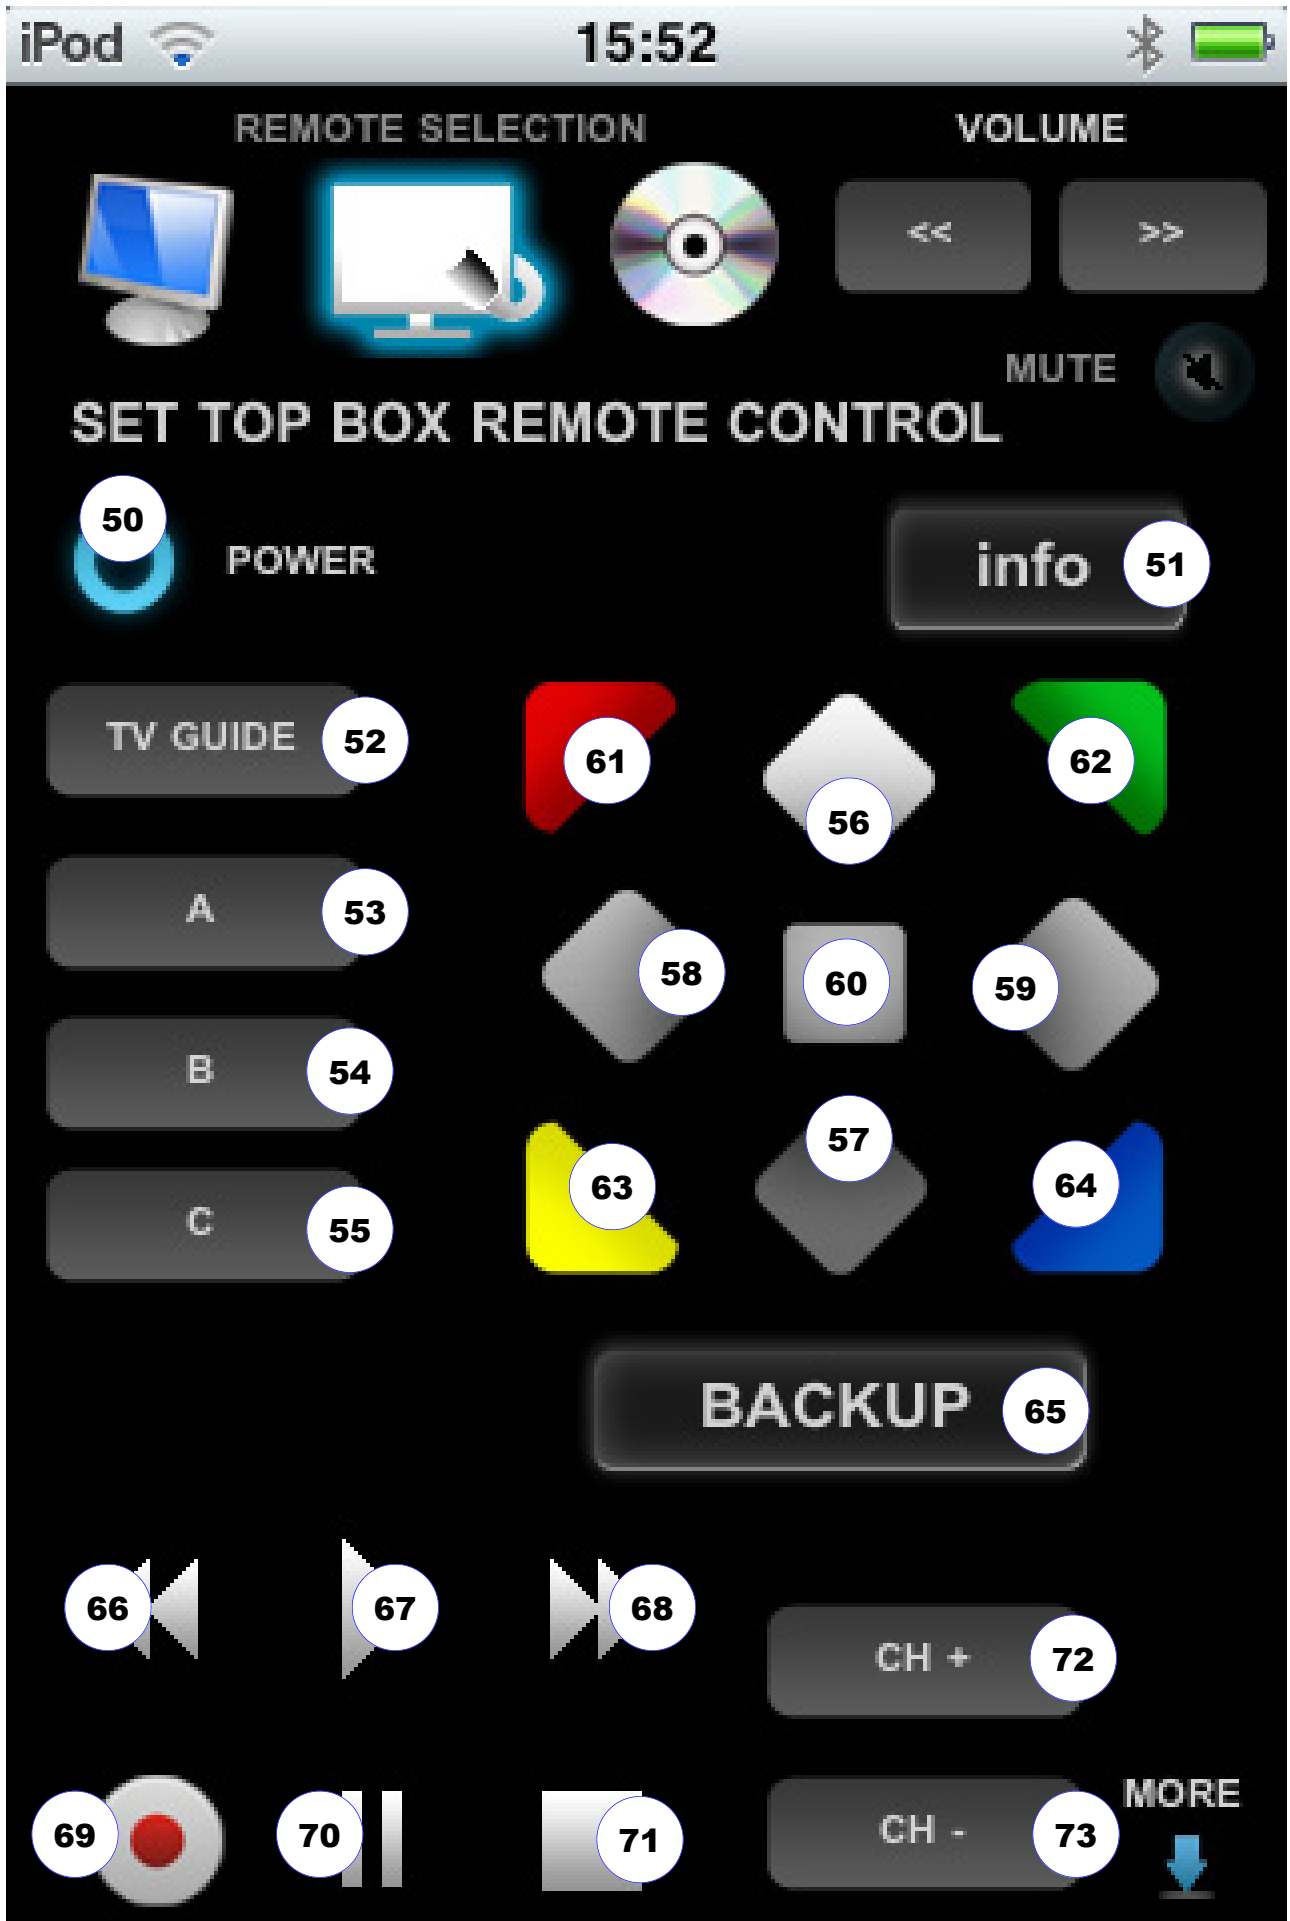 iPod 15:52
REMOTE SELECTION VOLUME
<< >>
MUTE
SET TOP BOX REMOTE CONTROL
50 POWER info 51
TV GUIDE 52 61 56 62
A 53 58 60 59
B 54 63 57 64
C 55
BACKUP 65
66 67 68 CH + 72
MORE
69 70 71 CH - 73